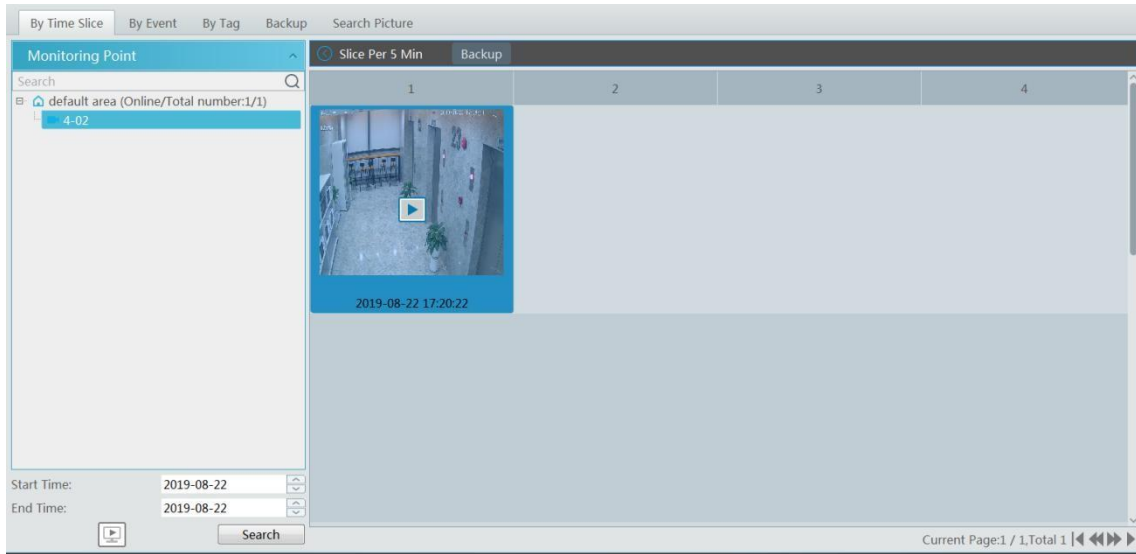 By Time Slice By Event By Tag Backup Search Picture
Monitoring Point
Slice Per 5 Min Backup
Search
1 2 3 4
default area (Online/Total number:1/1)
4-02
2019-08-22 17:20:22
Start Time: 2019-08-22
End Time: 2019-08-22
Search
Current Page:1 / 1,Total 1